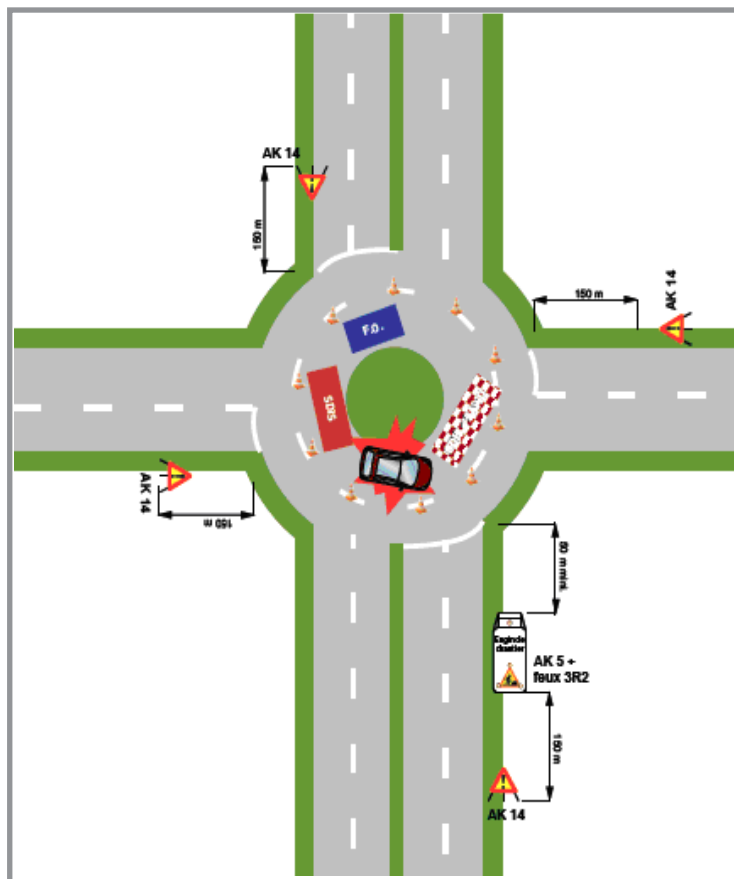 AK 14
150 m
AK 14
150 m
F.O.
SDIS
AK 14
150 m
50 m mini.
Engin de
chantier
AK 5 +
feux 3R2
150 m
AK 14